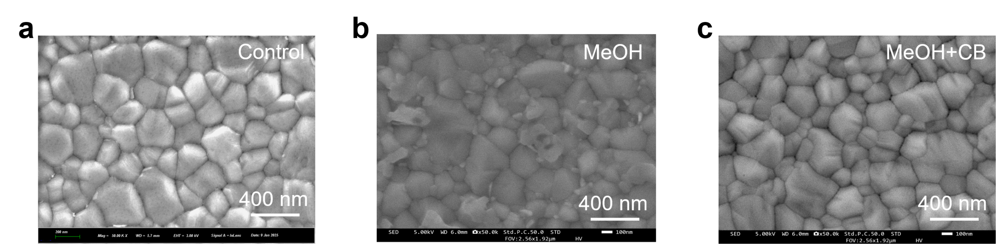 a
Control
400 nm
200 nm
Mag = 50.00 K X WD = 5.7 mm EHT = 3.00 kV Signal A = InLens Date: 9 Jan 2025
b
MeOH
400 nm
SED 5.00kV WD 6.0mm x50.0k Std.P.C.50.0 STD 100nm
FOV:2.56x1.92µm HV
c
MeOH+CB
400 nm
SED 5.00kV WD 6.0mm x50.0k Std.P.C.50.0 STD 100nm
FOV:2.56x1.92µm HV